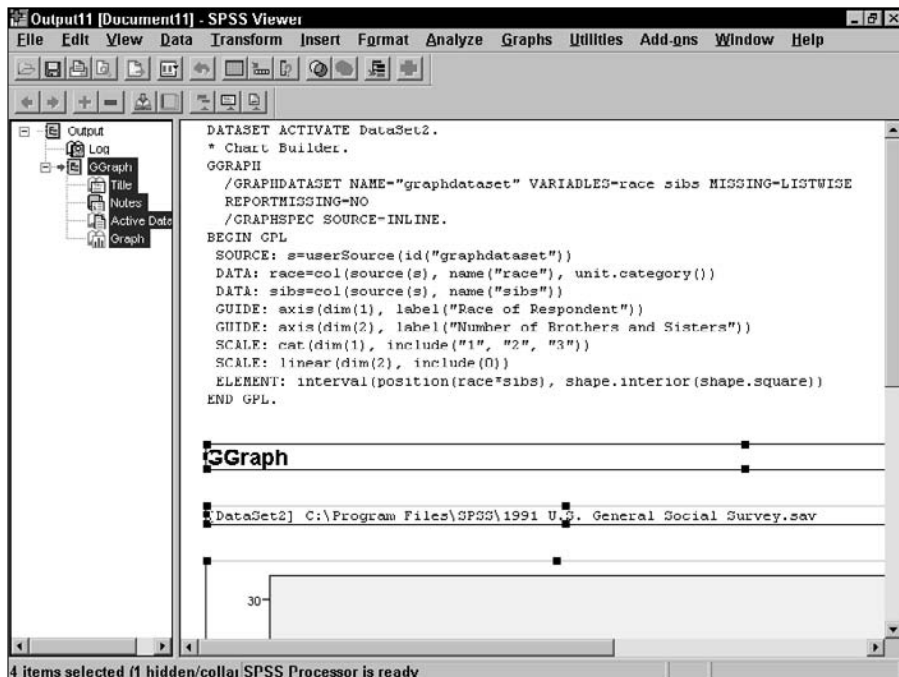 Output11 [Document11] - SPSS Viewer
File Edit View Data Transform Insert Format Analyze Graphs Utilities Add-ons Window Help
Output
Log
GGraph
Title
Notes
Active Data
Graph
DATASET ACTIVATE DataSet2.
* Chart Builder.
GGRAPH
/GRAPHDATASET NAME="graphdataset" VARIABLES=race sibs MISSING=LISTWISE
REPORTMISSING=NO
/GRAPHSPEC SOURCE=INLINE.
BEGIN GPL
SOURCE: s=userSource(id("graphdataset"))
DATA: race=col(source(s), name("race"), unit.category())
DATA: sibs=col(source(s), name("sibs"))
GUIDE: axis(dim(1), label("Race of Respondent"))
GUIDE: axis(dim(2), label("Number of Brothers and Sisters"))
SCALE: cat(dim(1), include("1", "2", "3"))
SCALE: linear(dim(2), include(0))
ELEMENT: interval(position(race*sibs), shape.interior(shape.square))
END GPL.
GGraph
[DataSet2] C:\Program Files\SPSS\1991 U.S. General Social Survey.sav
30
4 items selected (1 hidden/collap SPSS Processor is ready